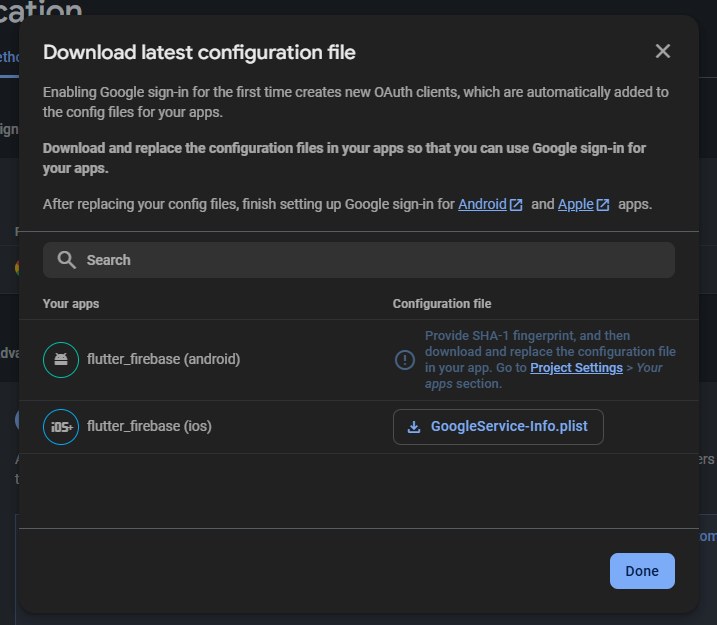 cation
Download latest configuration file
Enabling Google sign-in for the first time creates new OAuth clients, which are automatically added to
the config files for your apps.
Download and replace the configuration files in your apps so that you can use Google sign-in for
your apps.
After replacing your config files, finish setting up Google sign-in for Android and Apple apps.
Search
Your apps
Configuration file
flutter_firebase (android)
Provide SHA-1 fingerprint, and then
download and replace the configuration file
in your app. Go to Project Settings > Your
apps section.
iOS+
flutter_firebase (ios)
GoogleService-Info.plist
Done